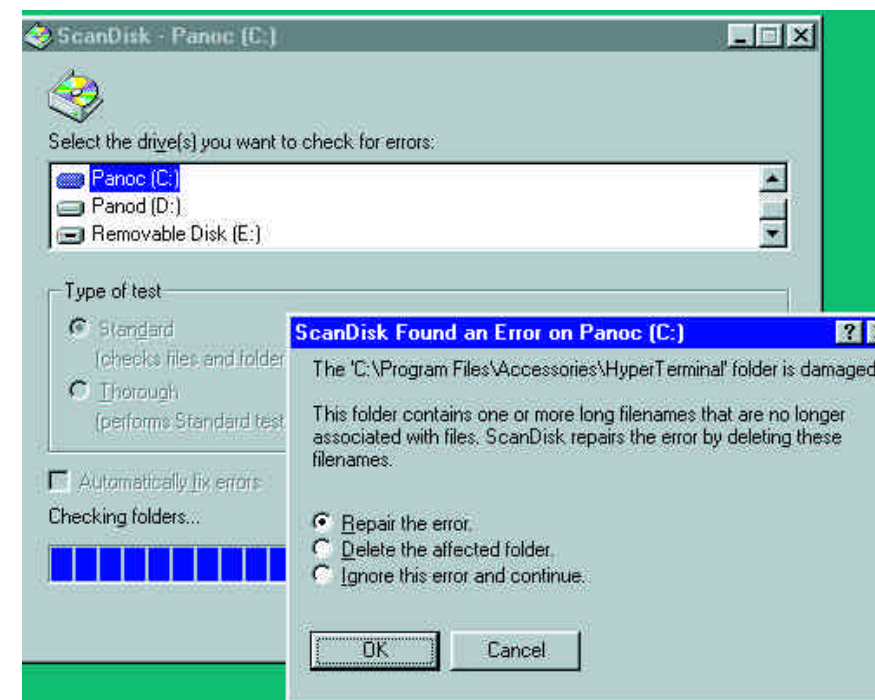 ScanDisk - Panoc (C:)
Select the drive(s) you want to check for errors:
Panoc (C:)
Panod (D:)
Removable Disk (E:)
Type of test
Standard
(checks files and folder
Thorough
(performs Standard test
Automatically fix errors
Checking folders...
ScanDisk Found an Error on Panoc (C:)
The 'C:\Program Files\Accessories\HyperTerminal' folder is damaged
This folder contains one or more long filenames that are no longer
associated with files. ScanDisk repairs the error by deleting these
filenames.
Repair the error.
Delete the affected folder.
Ignore this error and continue.
OK
Cancel